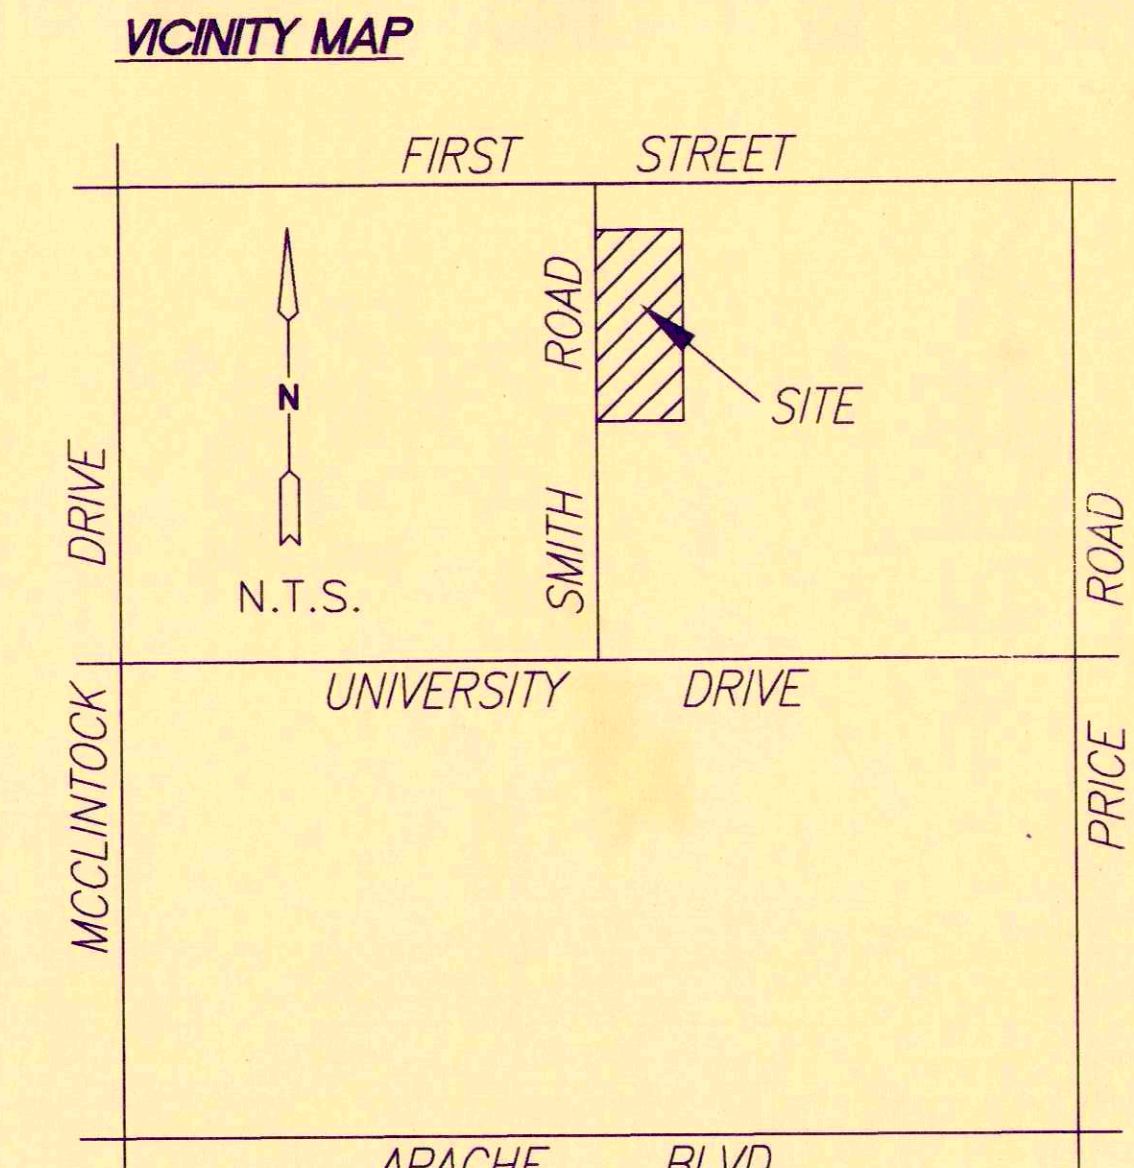 VICINITY MAP
FIRST STREET
SMITH ROAD
SITE
N
N.T.S.
MCCLINTOCK DRIVE
PRICE ROAD
UNIVERSITY DRIVE
APACHE BLVD